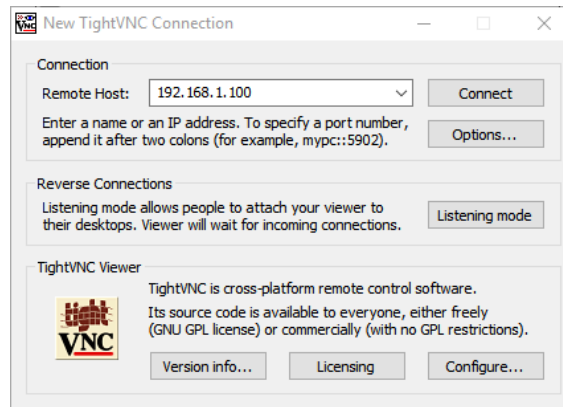 New TightVNC Connection
Connection
Remote Host: 192.168.1.100 Connect
Enter a name or an IP address. To specify a port number,
append it after two colons (for example, mypc::5902). Options...
Reverse Connections
Listening mode allows people to attach your viewer to
their desktops. Viewer will wait for incoming connections. Listening mode
TightVNC Viewer
TightVNC is cross-platform remote control software.
Its source code is available to everyone, either freely
(GNU GPL license) or commercially (with no GPL restrictions).
tight
VNC
Version info... Licensing Configure...